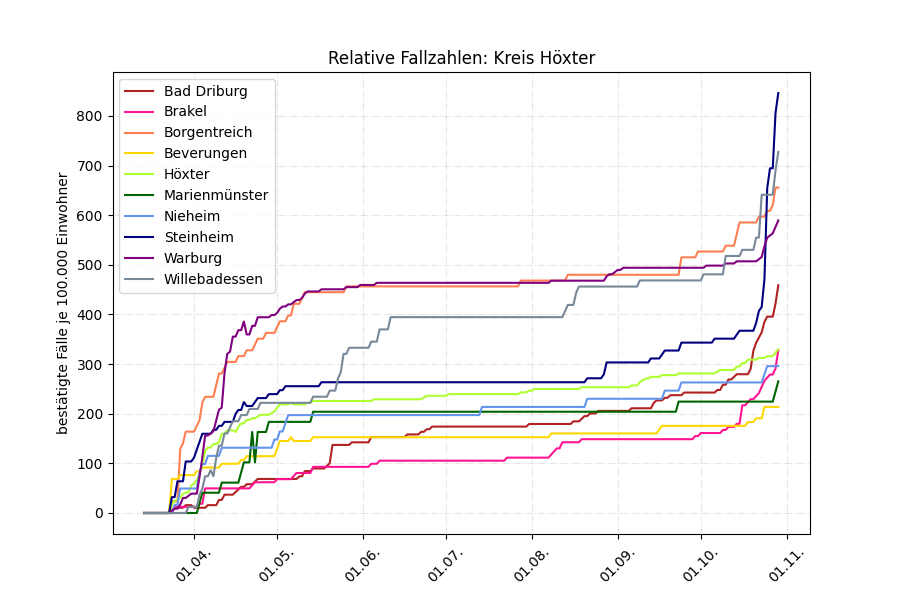 Relative Fallzahlen: Kreis Höxter
bestätigte Fälle je 100.000 Einwohner
800
700
600
500
400
300
200
100
0
Bad Driburg
Brakel
Borgentreich
Beverungen
Höxter
Marienmünster
Nieheim
Steinheim
Warburg
Willebadessen
01.04.
01.05.
01.06.
01.07.
01.08.
01.09.
01.10.
01.11.